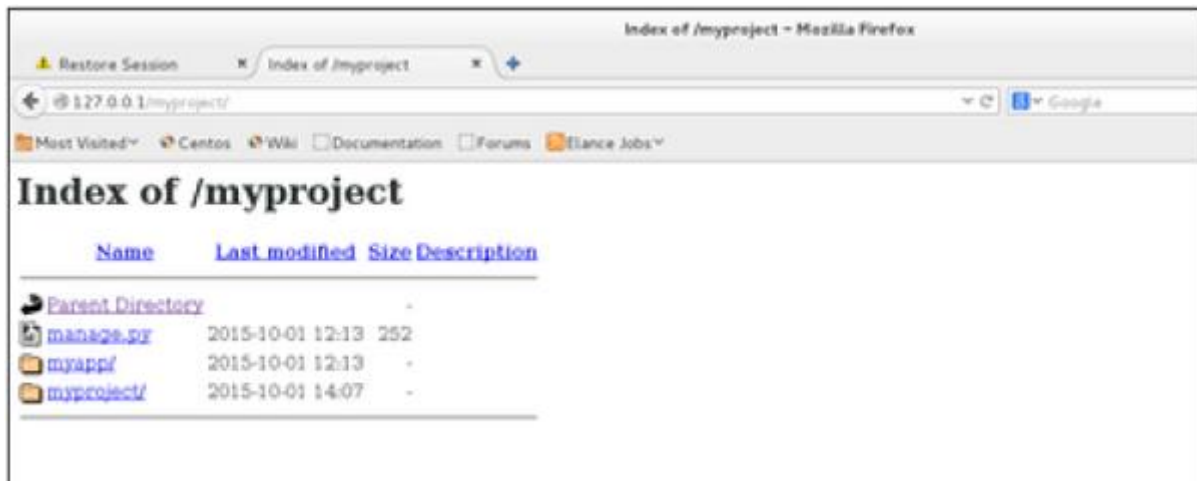 Index of /myproject - Mozilla Firefox
Restore Session Index of /myproject
127.0.0.1/myproject/ Google
Most Visited Centos Wiki Documentation Forums Elance Jobs
Index of /myproject
Name Last modified Size Description
Parent Directory -
manage.py 2015-10-01 12:13 252
myapp/ 2015-10-01 12:13 -
myproject/ 2015-10-01 14:07 -